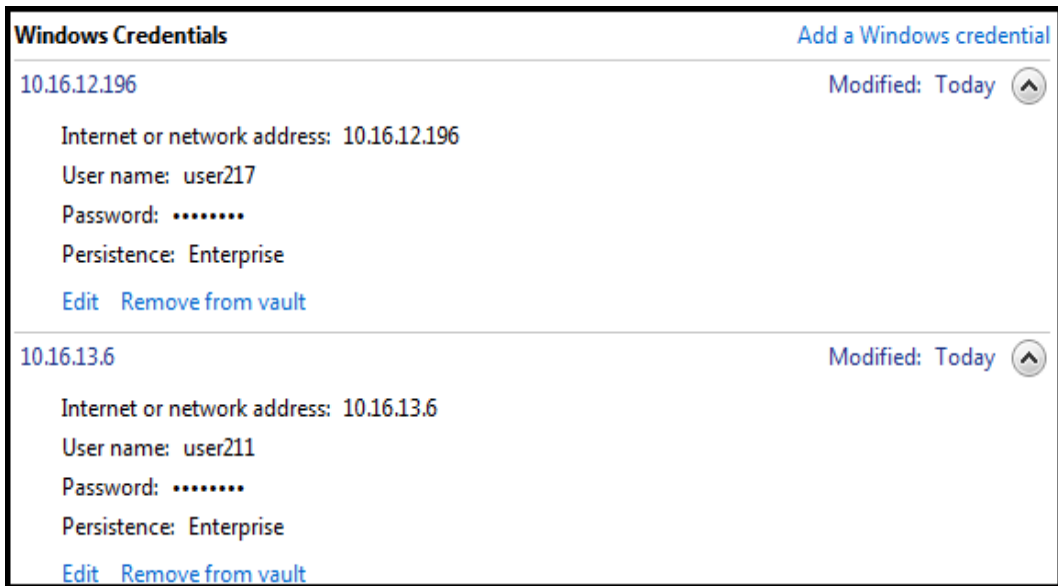 Windows Credentials Add a Windows credential
10.16.12.196 Modified: Today
Internet or network address: 10.16.12.196
User name: user217
Password: ••••••••
Persistence: Enterprise
Edit Remove from vault
10.16.13.6 Modified: Today
Internet or network address: 10.16.13.6
User name: user211
Password: ••••••••
Persistence: Enterprise
Edit Remove from vault